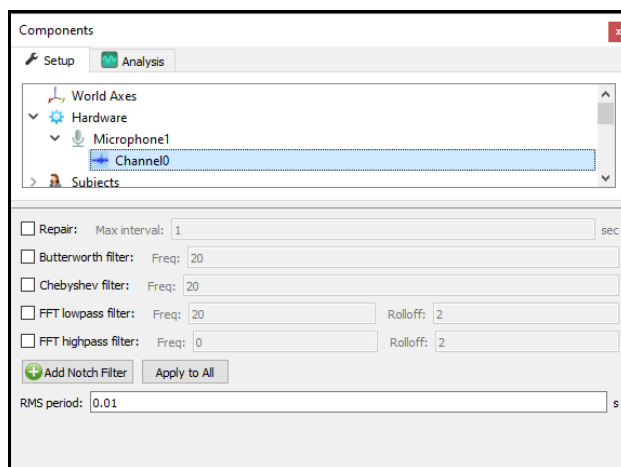 Components
x
Setup Analysis
World Axes
Hardware
Microphone1
Channel0
Subjects
Repair: Max interval: 1 sec
Butterworth filter: Freq: 20
Chebyshev filter: Freq: 20
FFT lowpass filter: Freq: 20 Rolloff: 2
FFT highpass filter: Freq: 0 Rolloff: 2
Add Notch Filter Apply to All
RMS period: 0.01 s